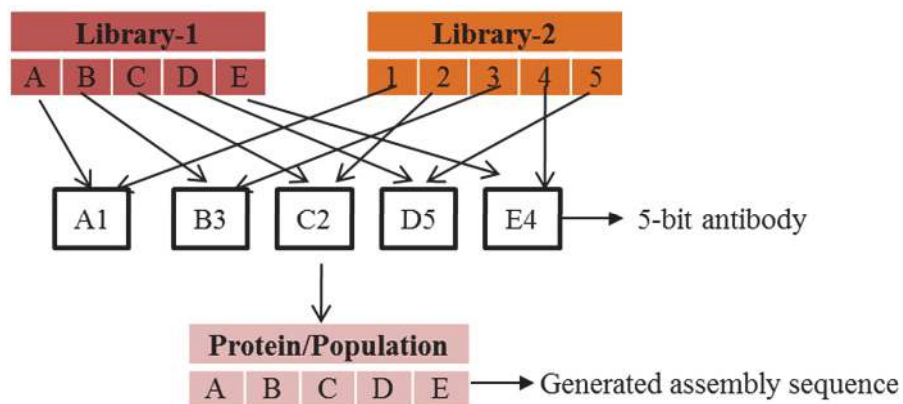 Library-1 Library-2
A B C D E 1 2 3 4 5
A1 B3 C2 D5 E4 5-bit antibody
Protein/Population
A B C D E Generated assembly sequence